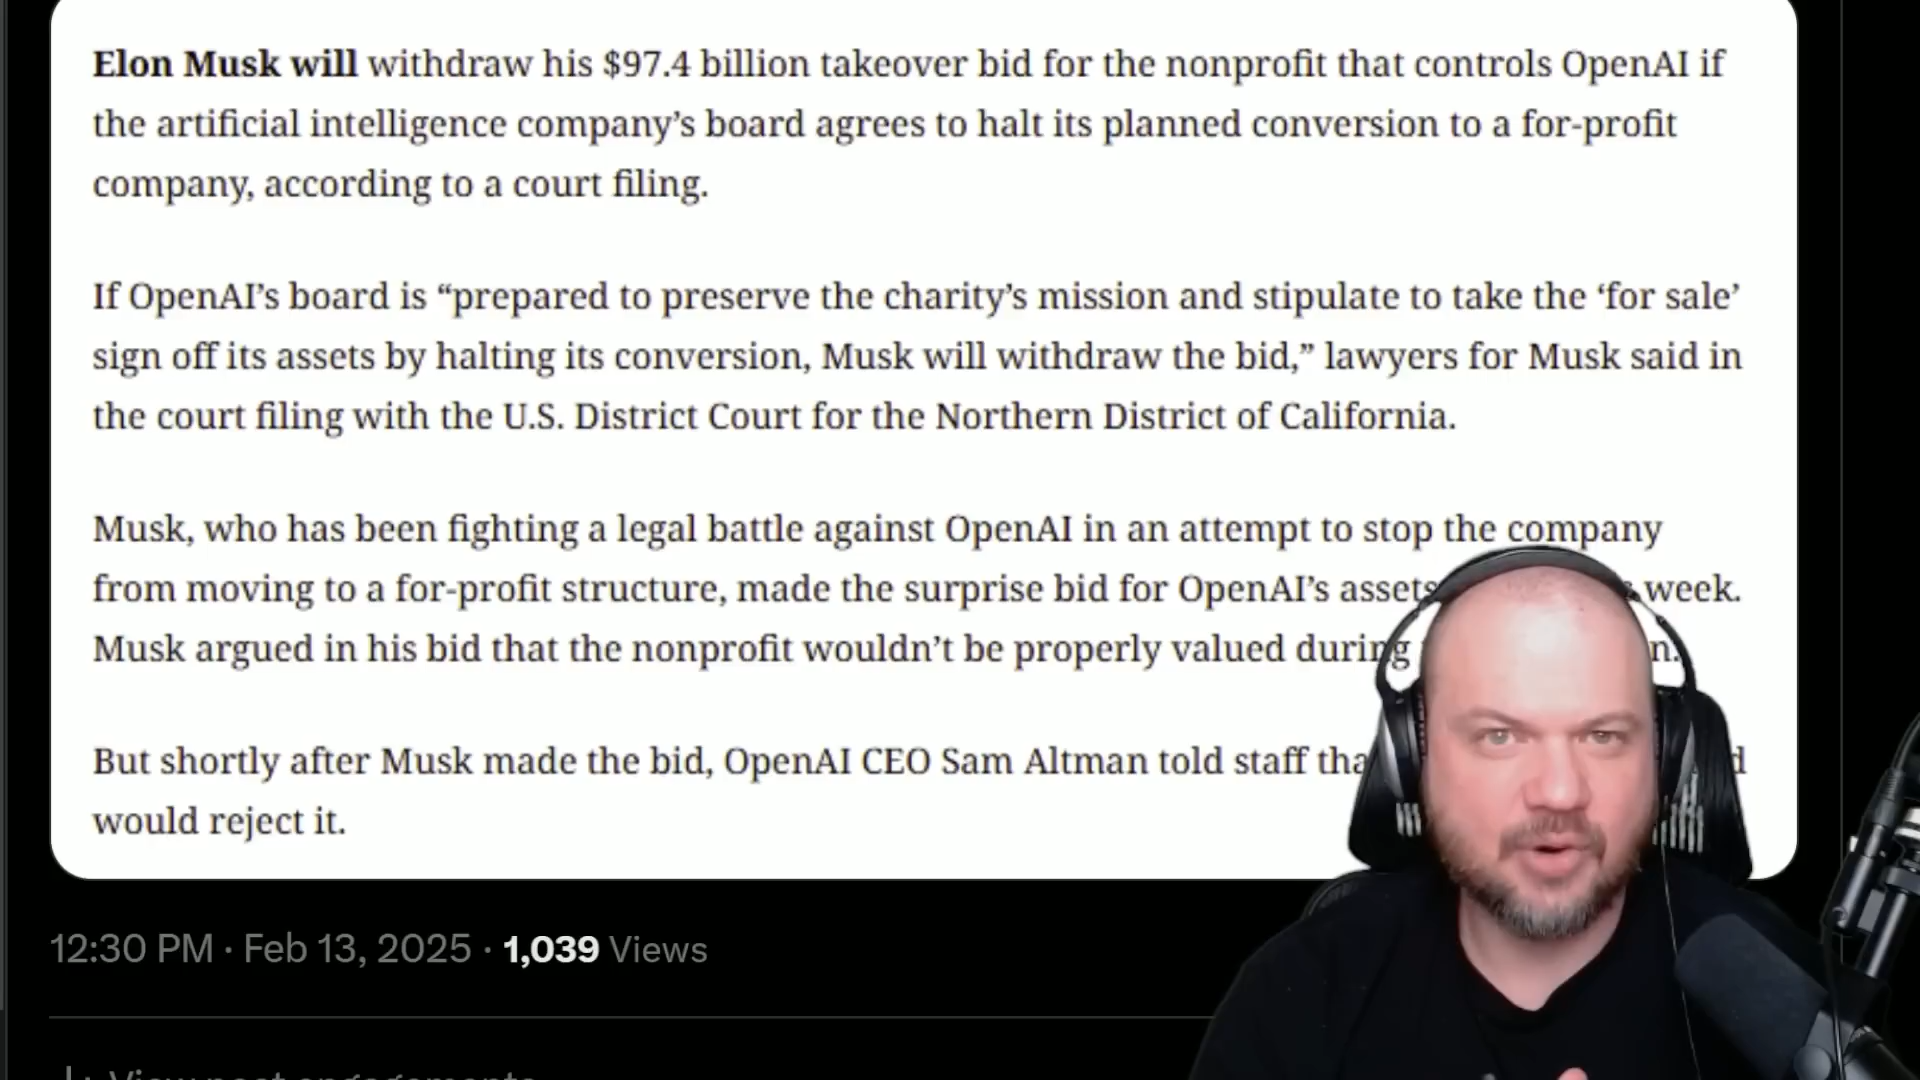 Elon Musk will withdraw his $97.4 billion takeover bid for the nonprofit that controls OpenAI if
the artificial intelligence company’s board agrees to halt its planned conversion to a for-profit
company, according to a court filing.
If OpenAI’s board is “prepared to preserve the charity’s mission and stipulate to take the ‘for sale’
sign off its assets by halting its conversion, Musk will withdraw the bid,” lawyers for Musk said in
the court filing with the U.S. District Court for the Northern District of California.
Musk, who has been fighting a legal battle against OpenAI in an attempt to stop the company
from moving to a for-profit structure, made the surprise bid for OpenAI’s assets week.
Musk argued in his bid that the nonprofit wouldn’t be properly valued during
But shortly after Musk made the bid, OpenAI CEO Sam Altman told staff
would reject it.
12:30 PM · Feb 13, 2025 · 1,039 Views
View post engagements